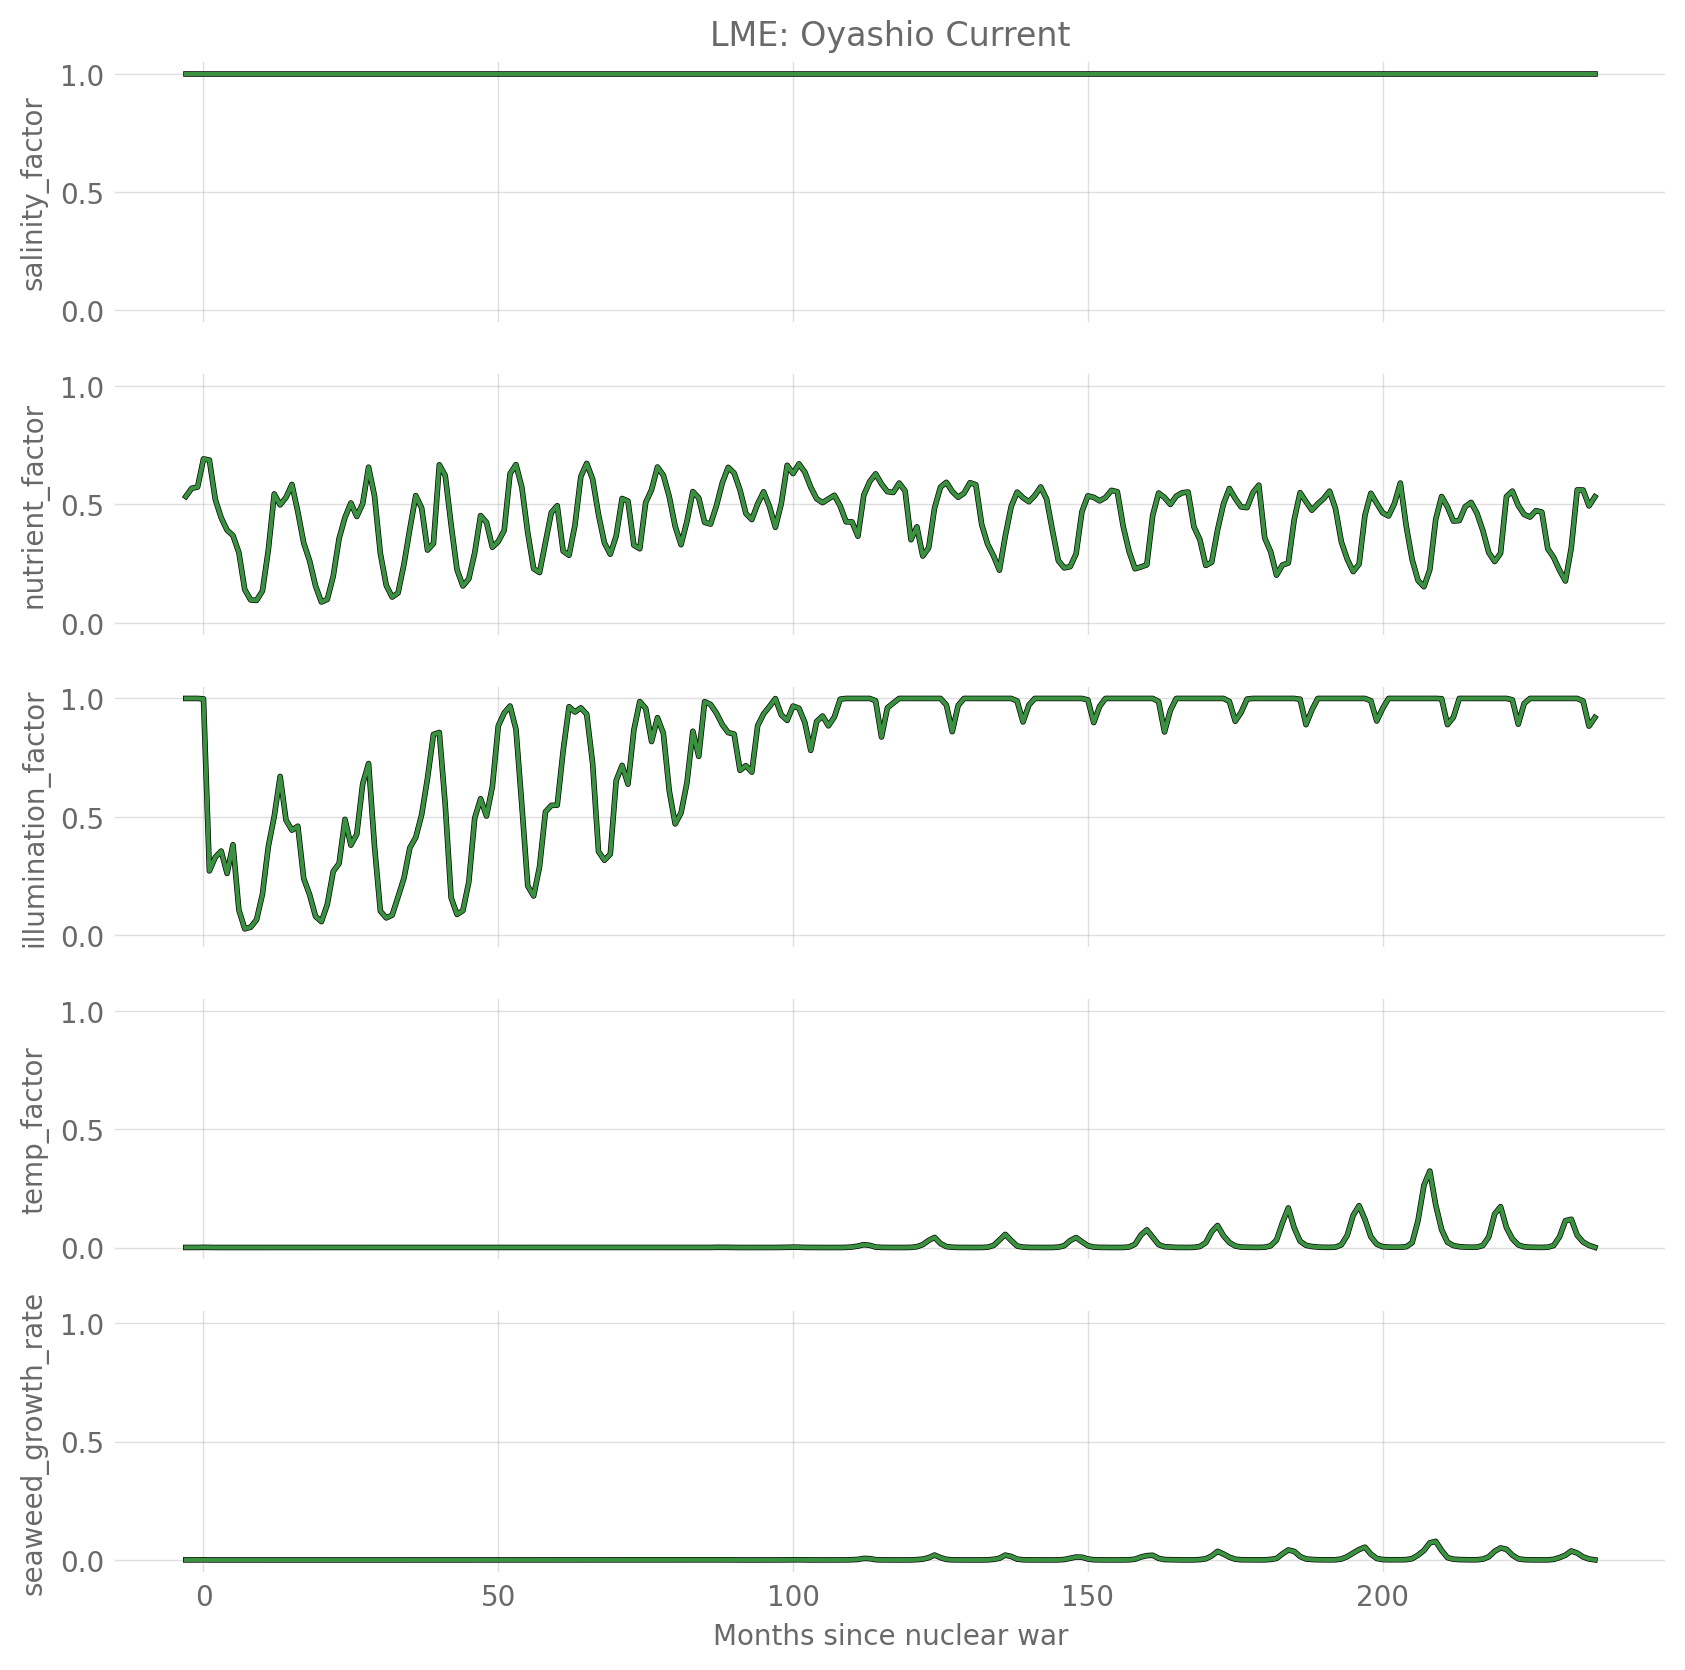 LME: Oyashio Current
1.0
0.5
0.0
salinity_factor
1.0
0.5
0.0
nutrient_factor
1.0
0.5
0.0
illumination_factor
1.0
0.5
0.0
temp_factor
1.0
0.5
0.0
seaweed_growth_rate
0 50 100 150 200
Months since nuclear war